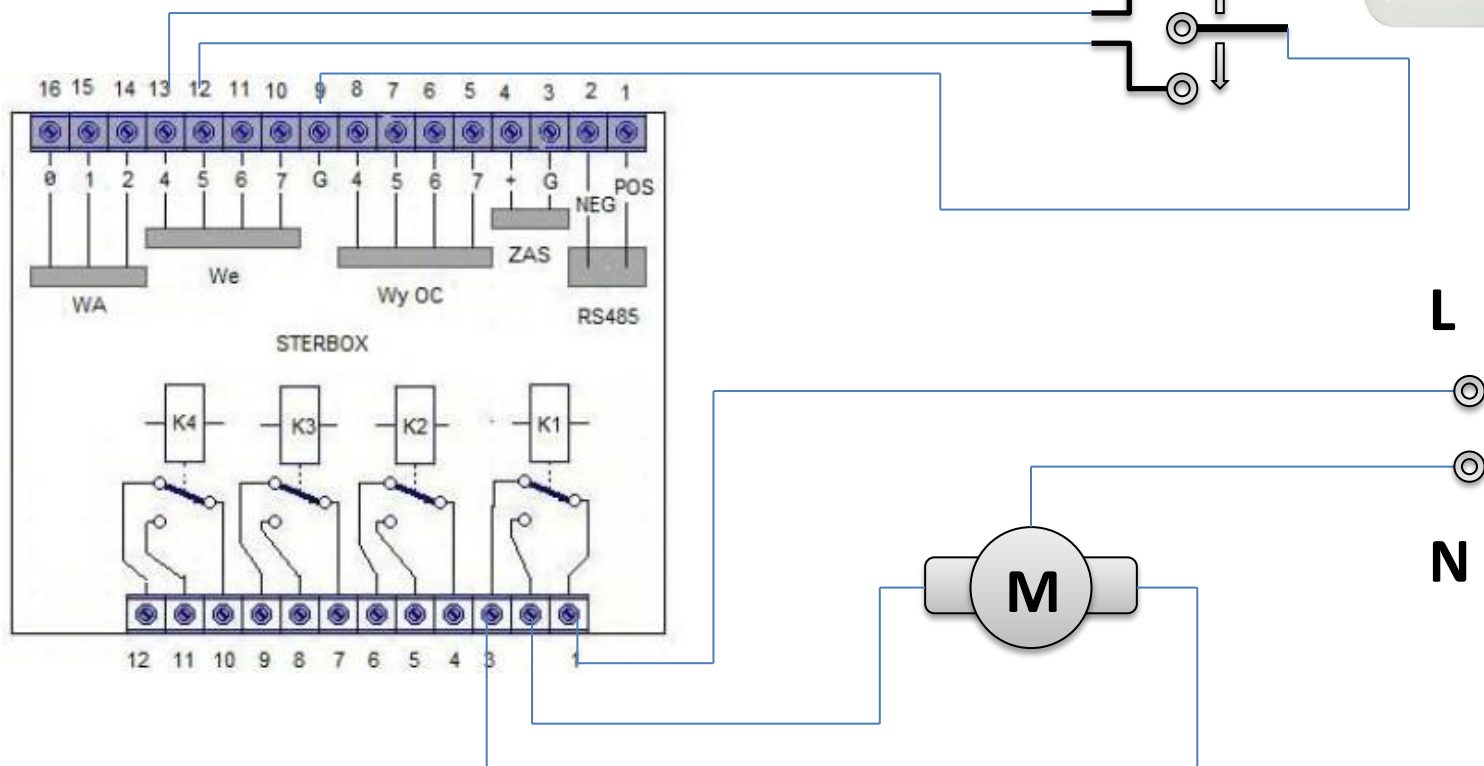 16 15 14 13 12 11 10 9 8 7 6 5 4 3 2 1
0 1 2 4 5 6 7 G 4 5 6 7 + G
POS
NEG
ZAS
We
Wy OC
WA
RS485
L
STERBOX
K4 K3 K2 K1
N
M
12 11 10 9 8 7 6 5 4 3 1